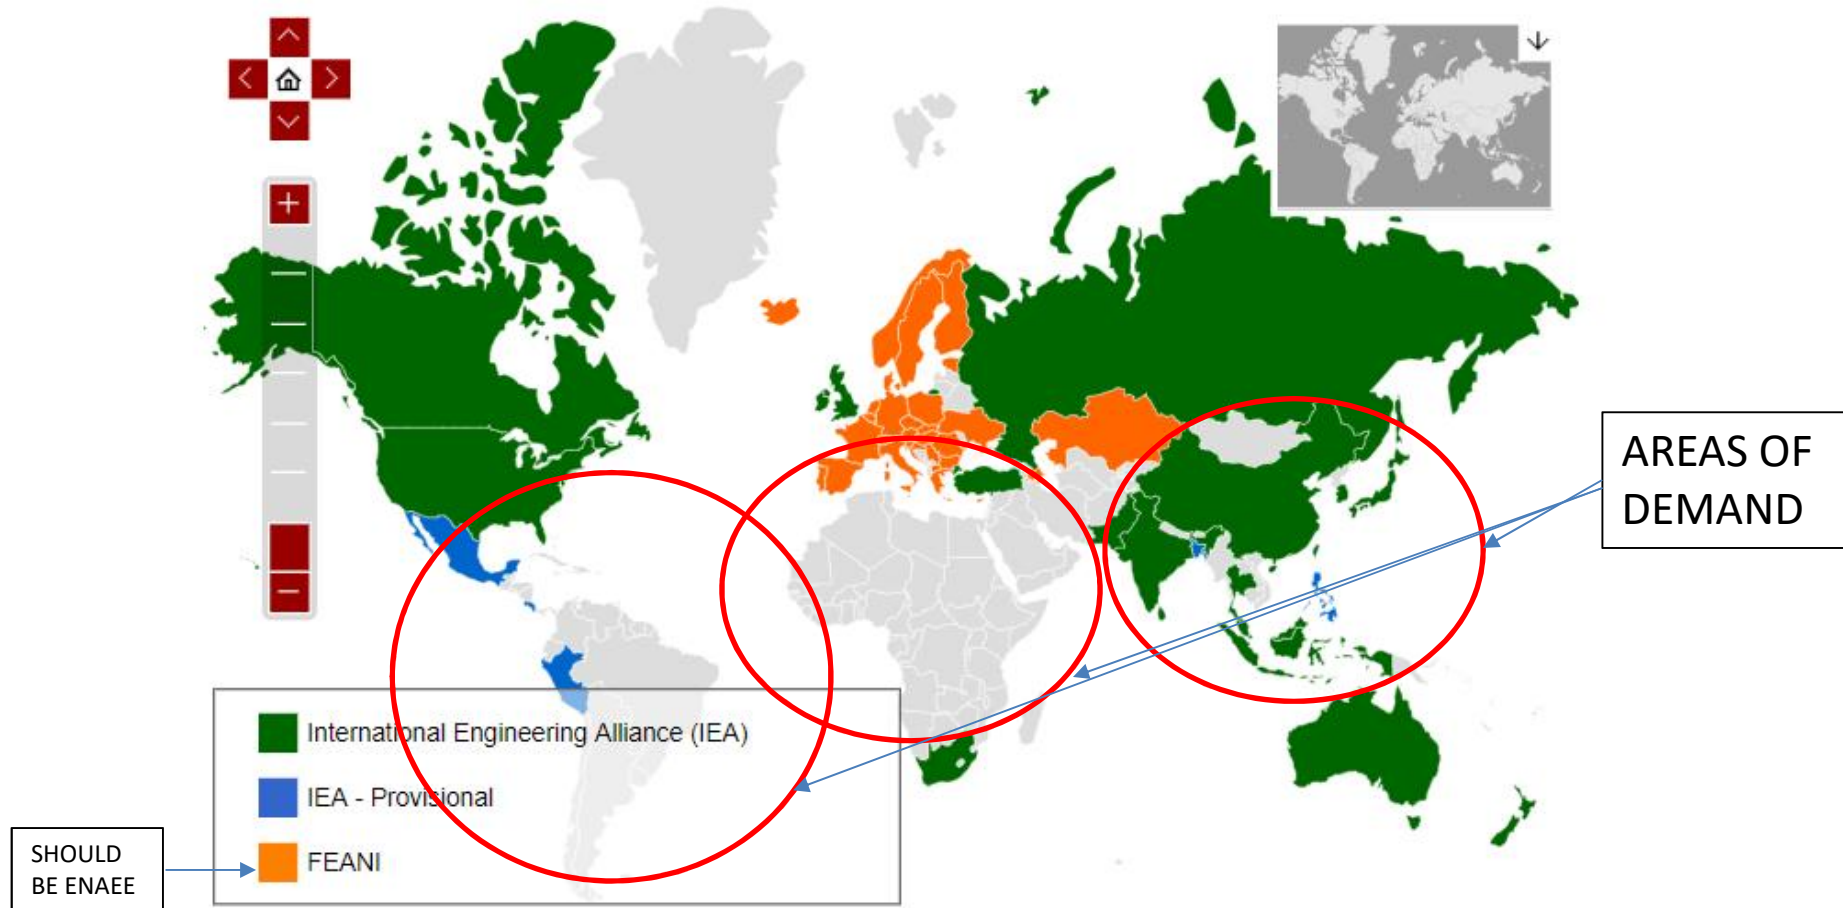 AREAS OF
DEMAND
International Engineering Alliance (IEA)
IEA - Provisional
FEANI
SHOULD
BE ENAEE